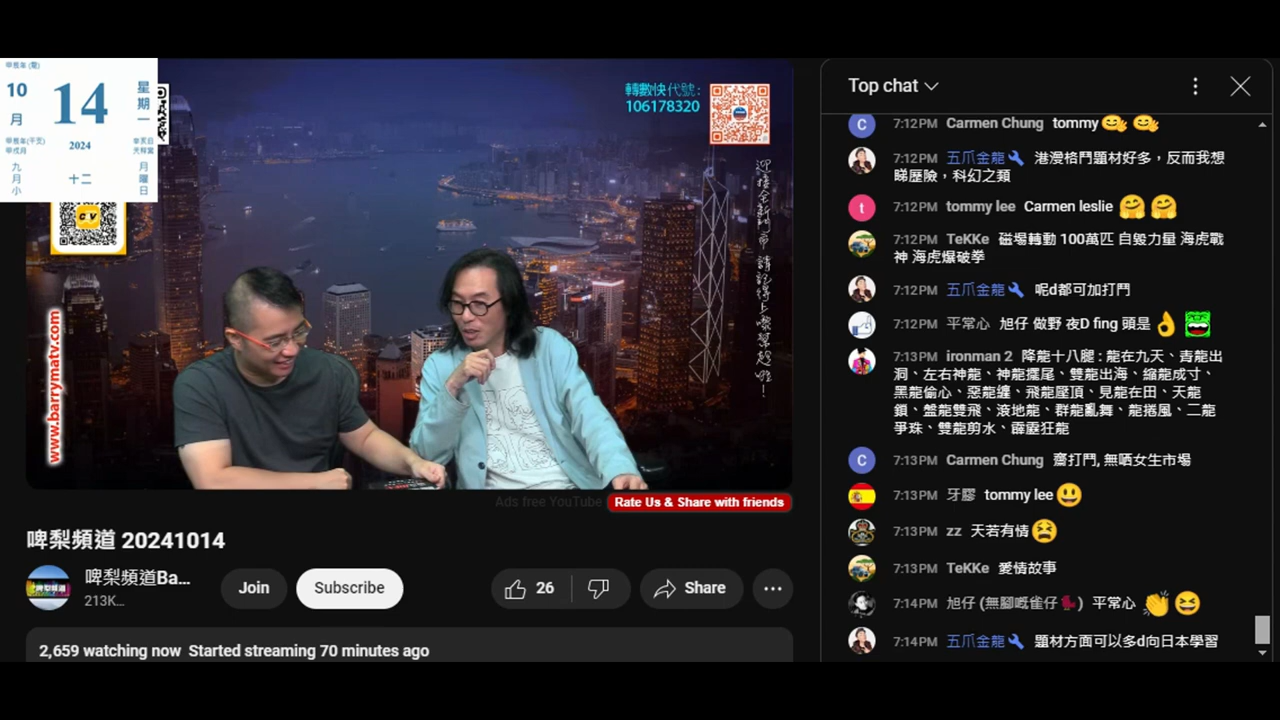 甲辰年 (龍)
10
月
14
星期一
2024
甲辰年(平安)
甲戌月
九月小
十二
月曜日
轉數快代號:
106178320
www.barrymatv.com
Ads free YouTube
Rate Us & Share with friends
啤梨頻道 20241014
啤梨頻道Ba...
213K...
Join
Subscribe
26
Share
2,659 watching now Started streaming 70 minutes ago
Top chat
7:12PM Carmen Chung tommy
7:12PM 五爪金龍 港漫格鬥題材好多，反而我想
睇歷險，科幻之類
7:12PM tommy lee Carmen leslie
7:12PM TeKKe 磁場轉動 100萬匹 自毀力量 海虎戰
神 海虎爆破拳
7:12PM 五爪金龍 呢d都可加打鬥
7:12PM 平常心 旭仔 做野 夜D fing 頭是
7:13PM ironman 2 降龍十八腿 : 龍在九天、青龍出
洞、左右神龍、神龍擺尾、雙龍出海、縮龍成寸、
黑龍偷心、惡龍纏、飛龍壓頂、見龍在田、天龍
鎖、盤龍雙飛、滾地龍、群龍亂舞、龍捲風、二龍
爭珠、雙龍剪水、霹靂狂龍
7:13PM Carmen Chung 齋打鬥, 無晒女生市場
7:13PM 牙膠 tommy lee
7:13PM zz 天若有情
7:13PM TeKKe 愛情故事
7:14PM 旭仔 (無腳嘅雀仔) 平常心
7:14PM 五爪金龍 題材方面可以多d向日本學習